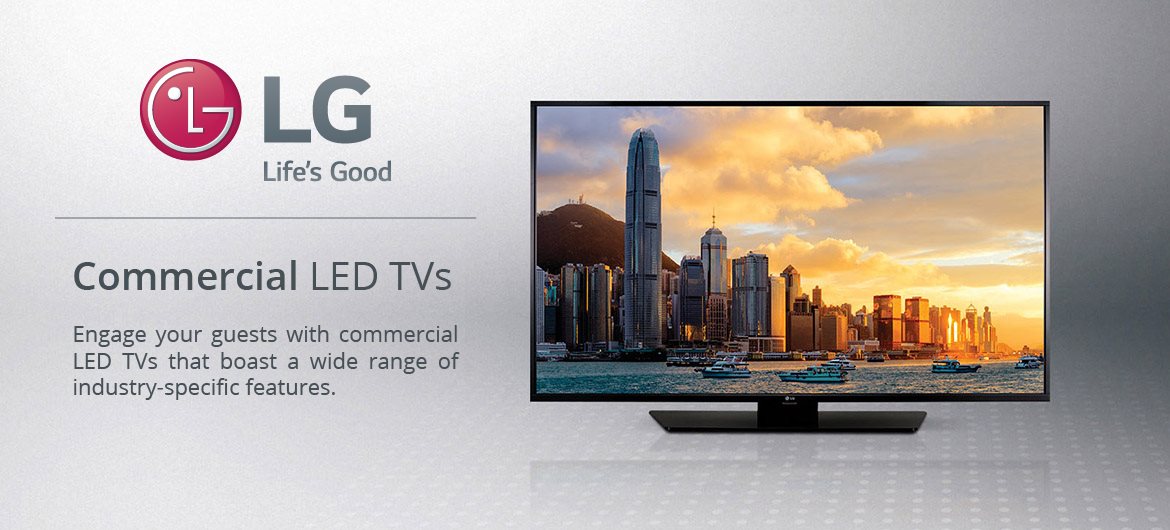 LG
Life's Good
Commercial LED TVs
Engage your guests with commercial
LED TVs that boast a wide range of
industry-specific features.
LG